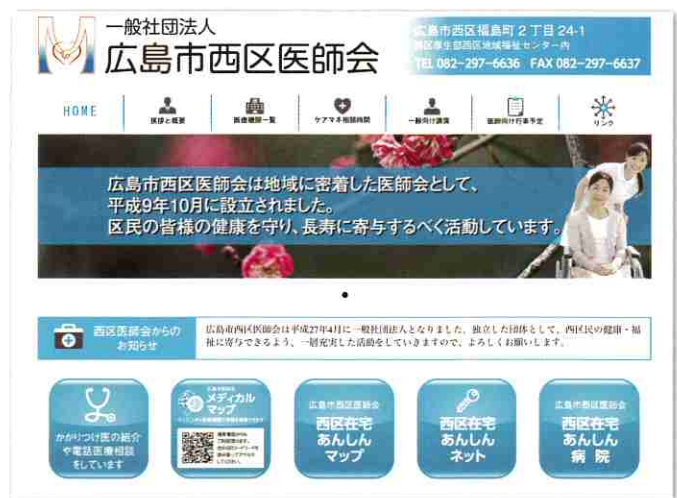 一般社団法人
広島市西区医師会
広島市西区福島町2丁目24-1
西区厚生部西区地域福祉センター内
TEL 082-297-6636 FAX 082-297-6637
HOME
挨拶と概要
医療機関一覧
ケアマネ相談時間
一般向け講演
医師向け行事予定
リンク
広島市西区医師会は地域に密着した医師会として、
平成9年10月に設立されました。
区民の皆様の健康を守り、長寿に寄与するべく活動しています。
西区医師会からの
お知らせ
広島市西区医師会は平成27年4月に一般社団法人となりました。独立した団体として、西区民の健康・福
祉に寄与できるよう、一層充実した活動をしていきますので、よろしくお願いします。
かかりつけ医の紹介
や電話医療相談
をしています
メディカル
マップ
広島市西区医師会
西区在宅
あんしん
マップ
西区在宅
あんしん
ネット
広島市西区医師会
西区在宅
あんしん
病院